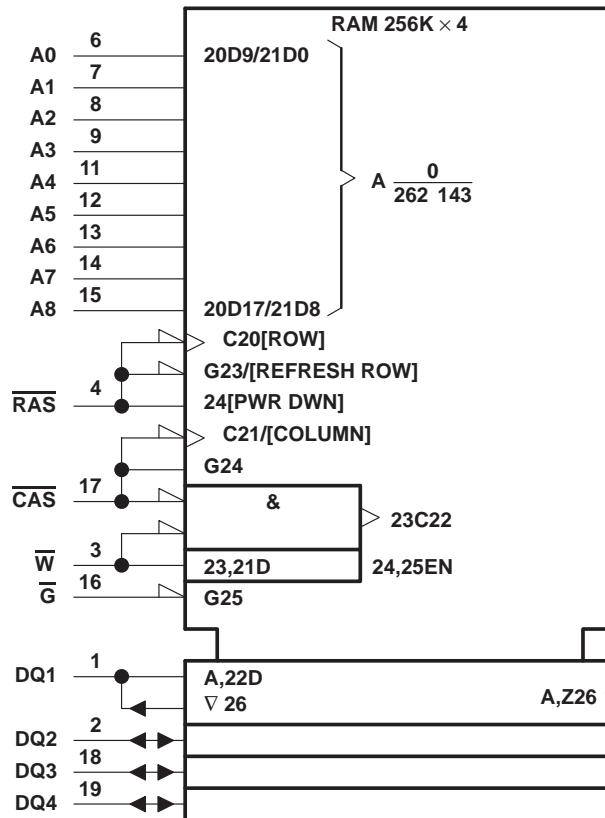 RAM 256K × 4
A0 6 20D9/21D0
A1 7
A2 8
A3 9
A4 11
A 0
262 143
A5 12
A6 13
A7 14
A8 15 20D17/21D8
C20[ROW]
G23/[REFRESH ROW]
RAS 4 24[PWR DWN]
C21/[COLUMN]
G24
CAS 17 &
23C22
W 3 23,21D 24,25EN
G 16 G25
DQ1 1 A,22D
∇ 26 A,Z26
DQ2 2
DQ3 18
DQ4 19